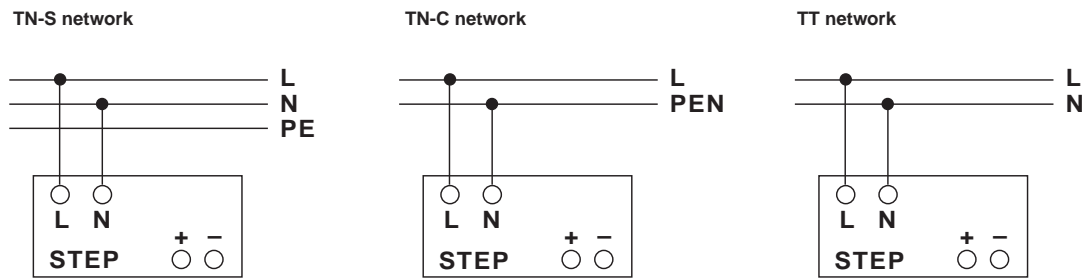 TN-S network
L
N
PE
L N
+ –
STEP
TN-C network
L
PEN
L N
+ –
STEP
TT network
L
N
L N
+ –
STEP